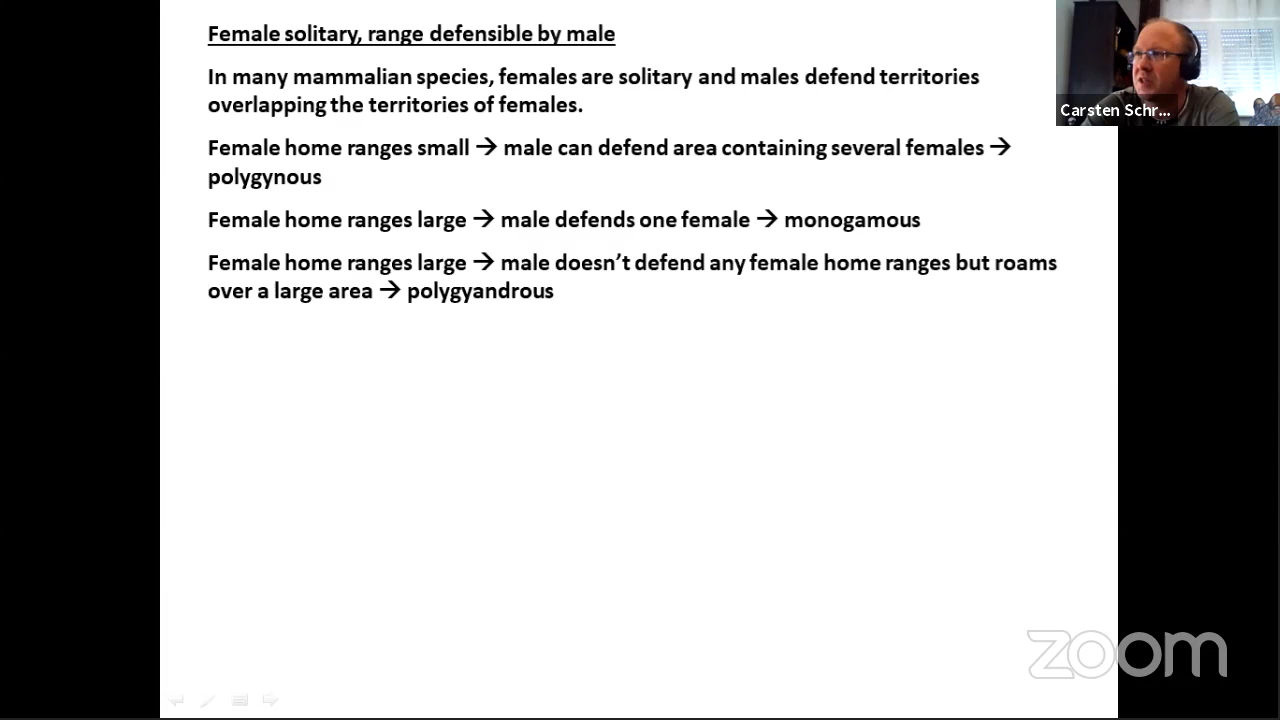 Female solitary, range defensible by male
In many mammalian species, females are solitary and males defend territories
overlapping the territories of females.
Female home ranges small → male can defend area containing several females →
polygynous
Female home ranges large → male defends one female → monogamous
Female home ranges large → male doesn’t defend any female home ranges but roams
over a large area → polygyandrous
Carsten Schr...
zoom